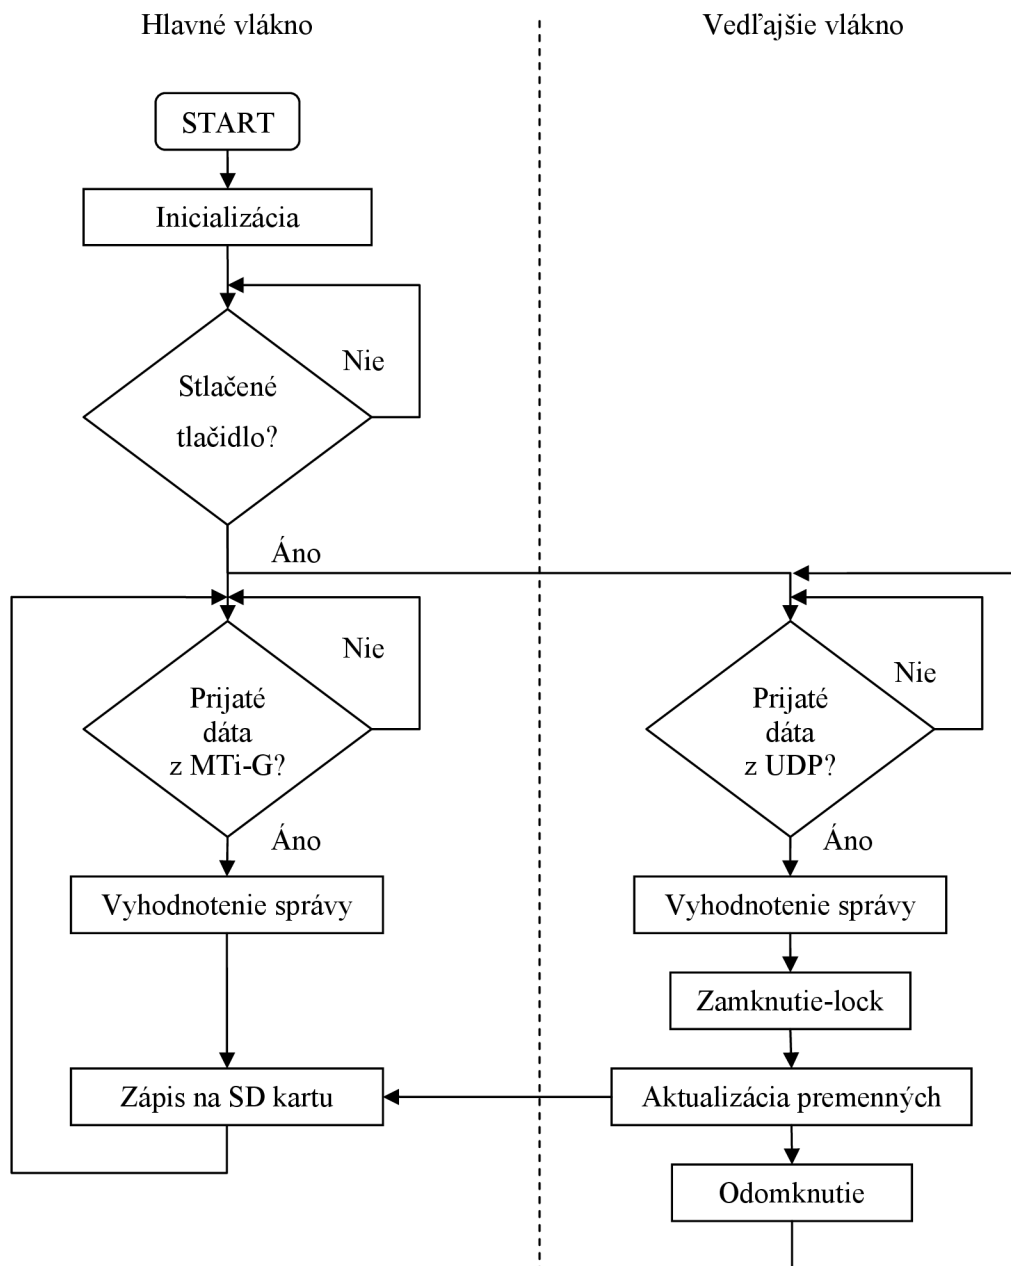 Hlavné vlákno
Vedľajšie vlákno
START
Inicializácia
Nie
Stlačené
tlačidlo?
Áno
Nie
Prijaté
dáta
z MTi-G?
Áno
Nie
Prijaté
dáta
z UDP?
Áno
Vyhodnotenie správy
Vyhodnotenie správy
Zamknutie-lock
Zápis na SD kartu
Aktualizácia premenných
Odomknutie